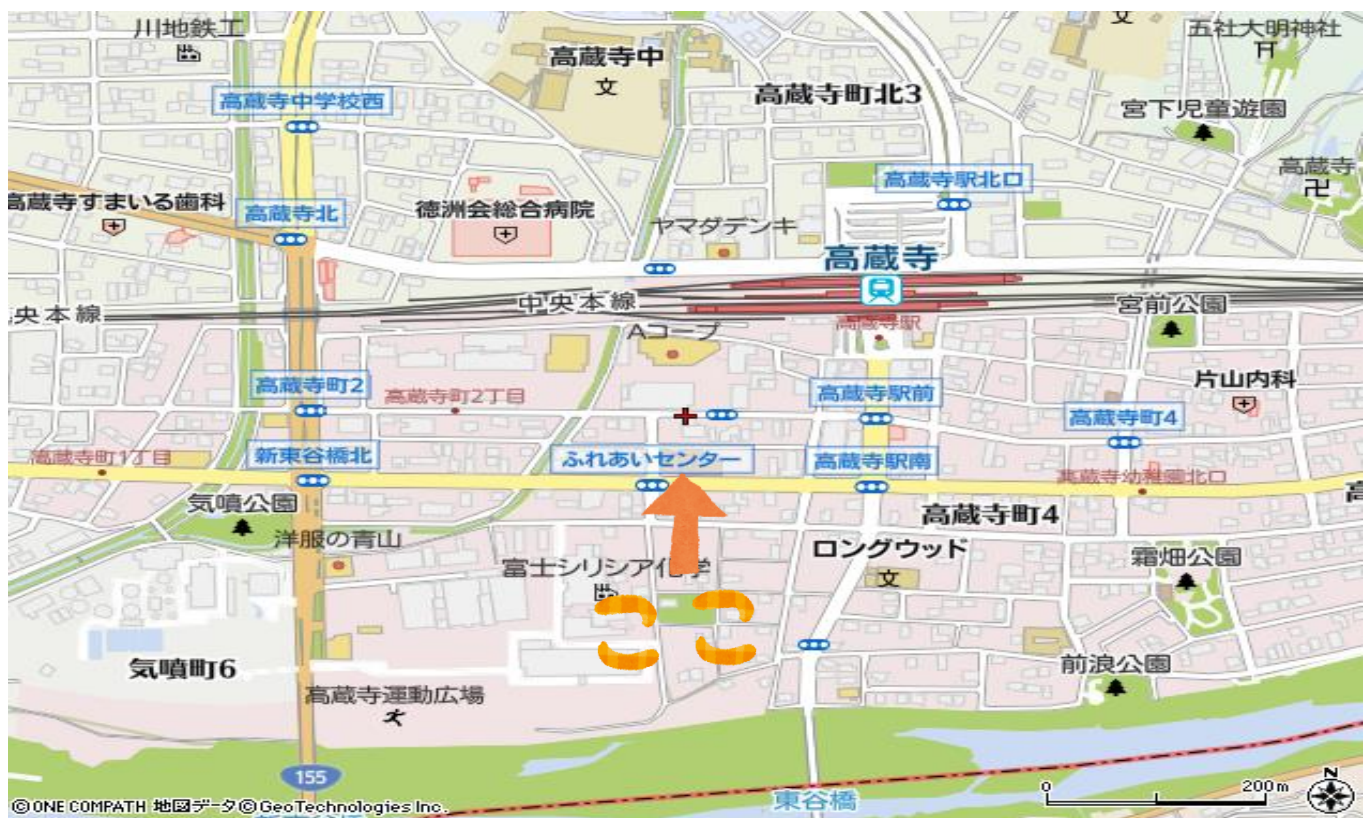 川地鉄工
文
五社大明神社
高蔵寺中
文
高蔵寺町北3
高蔵寺中学校西
宮下児童遊園
高蔵寺駅北口
高蔵寺
卍
高蔵寺すまいる歯科
高蔵寺北
徳洲会総合病院
ヤマダデンキ
高蔵寺
中央本線
央本線
宮前公園
高蔵寺駅
Aコープ
高蔵寺町2
高蔵寺町2丁目
高蔵寺駅前
片山内科
高蔵寺町4
高蔵寺町1丁目
新東谷橋北
ふれあいセンター
高蔵寺駅南
高蔵寺幼稚園北口
高
気噴公園
高蔵寺町4
洋服の青山
ロングウッド
霜畑公園
富士シリシア化学
文
ここ
気噴町6
高蔵寺運動広場
前浪公園
155
東谷橋
0 200m
N
©ONE COMPATH 地図データ©GeoTechnologies Inc.